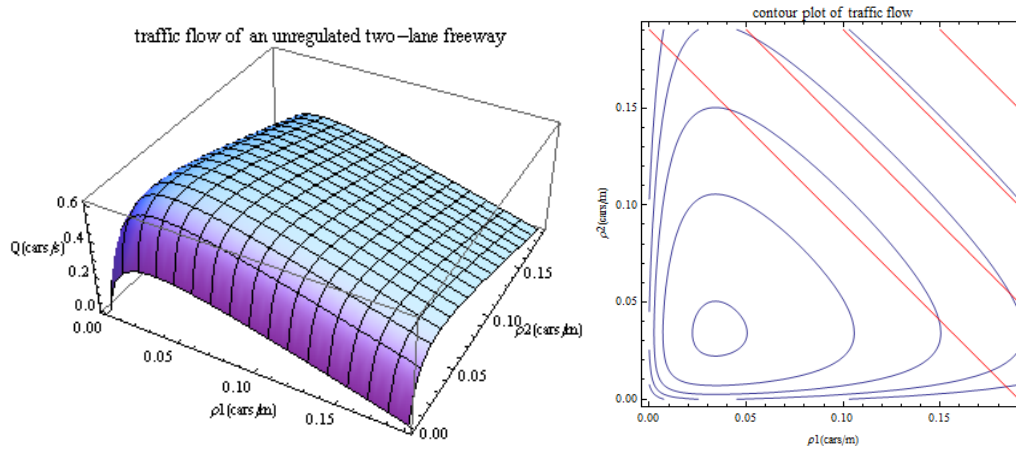 traffic flow of an unregulated two-lane freeway
0.6
Q(cars/s)
0.4
0.2
0.0
0.00
0.05
0.10
0.15
ρ1(cars/m)
0.00
0.05
0.10
0.15
ρ2(cars/m)
contour plot of traffic flow
0.15
0.10
0.05
0.00
ρ2(cars/m)
0.00
0.05
0.10
0.15
ρ1(cars/m)